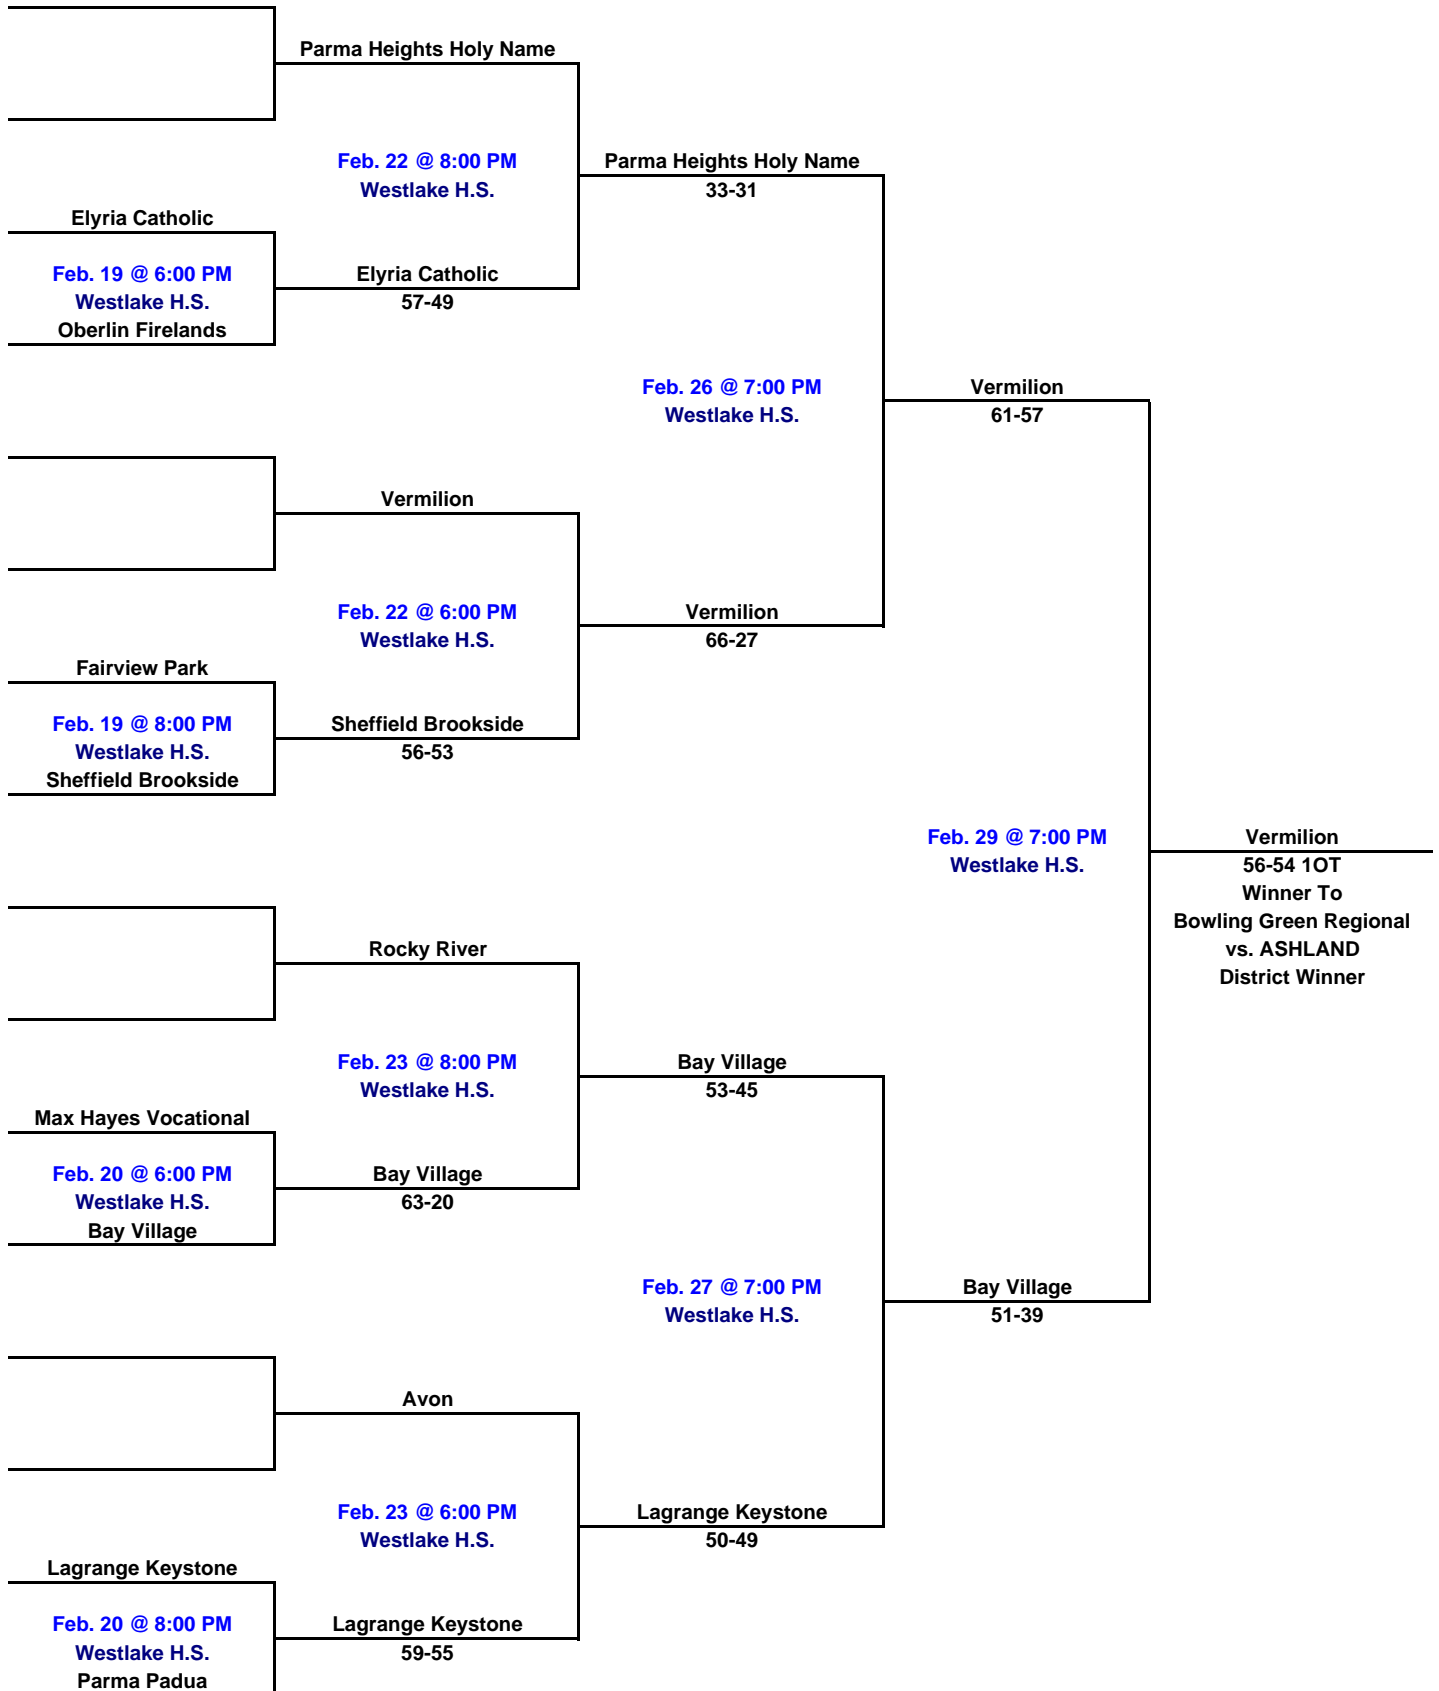 Parma Heights Holy Name
Feb. 22 @ 8:00 PM
Westlake H.S.
Parma Heights Holy Name
33-31
Elyria Catholic
Feb. 19 @ 6:00 PM
Westlake H.S.
Oberlin Firelands
Elyria Catholic
57-49
Feb. 26 @ 7:00 PM
Westlake H.S.
Vermilion
61-57
Vermilion
Feb. 22 @ 6:00 PM
Westlake H.S.
Vermilion
66-27
Fairview Park
Feb. 19 @ 8:00 PM
Westlake H.S.
Sheffield Brookside
Sheffield Brookside
56-53
Feb. 29 @ 7:00 PM
Westlake H.S.
Vermilion
56-54 1OT
Winner To
Bowling Green Regional
vs. ASHLAND
District Winner
Rocky River
Feb. 23 @ 8:00 PM
Westlake H.S.
Bay Village
53-45
Max Hayes Vocational
Feb. 20 @ 6:00 PM
Westlake H.S.
Bay Village
Bay Village
63-20
Feb. 27 @ 7:00 PM
Westlake H.S.
Bay Village
51-39
Avon
Feb. 23 @ 6:00 PM
Westlake H.S.
Lagrange Keystone
50-49
Lagrange Keystone
Feb. 20 @ 8:00 PM
Westlake H.S.
Parma Padua
Lagrange Keystone
59-55